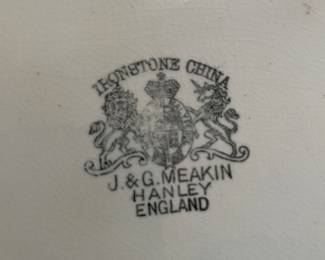 IRONSTONE CHINA
J. & G. MEAKIN
HANLEY
ENGLAND